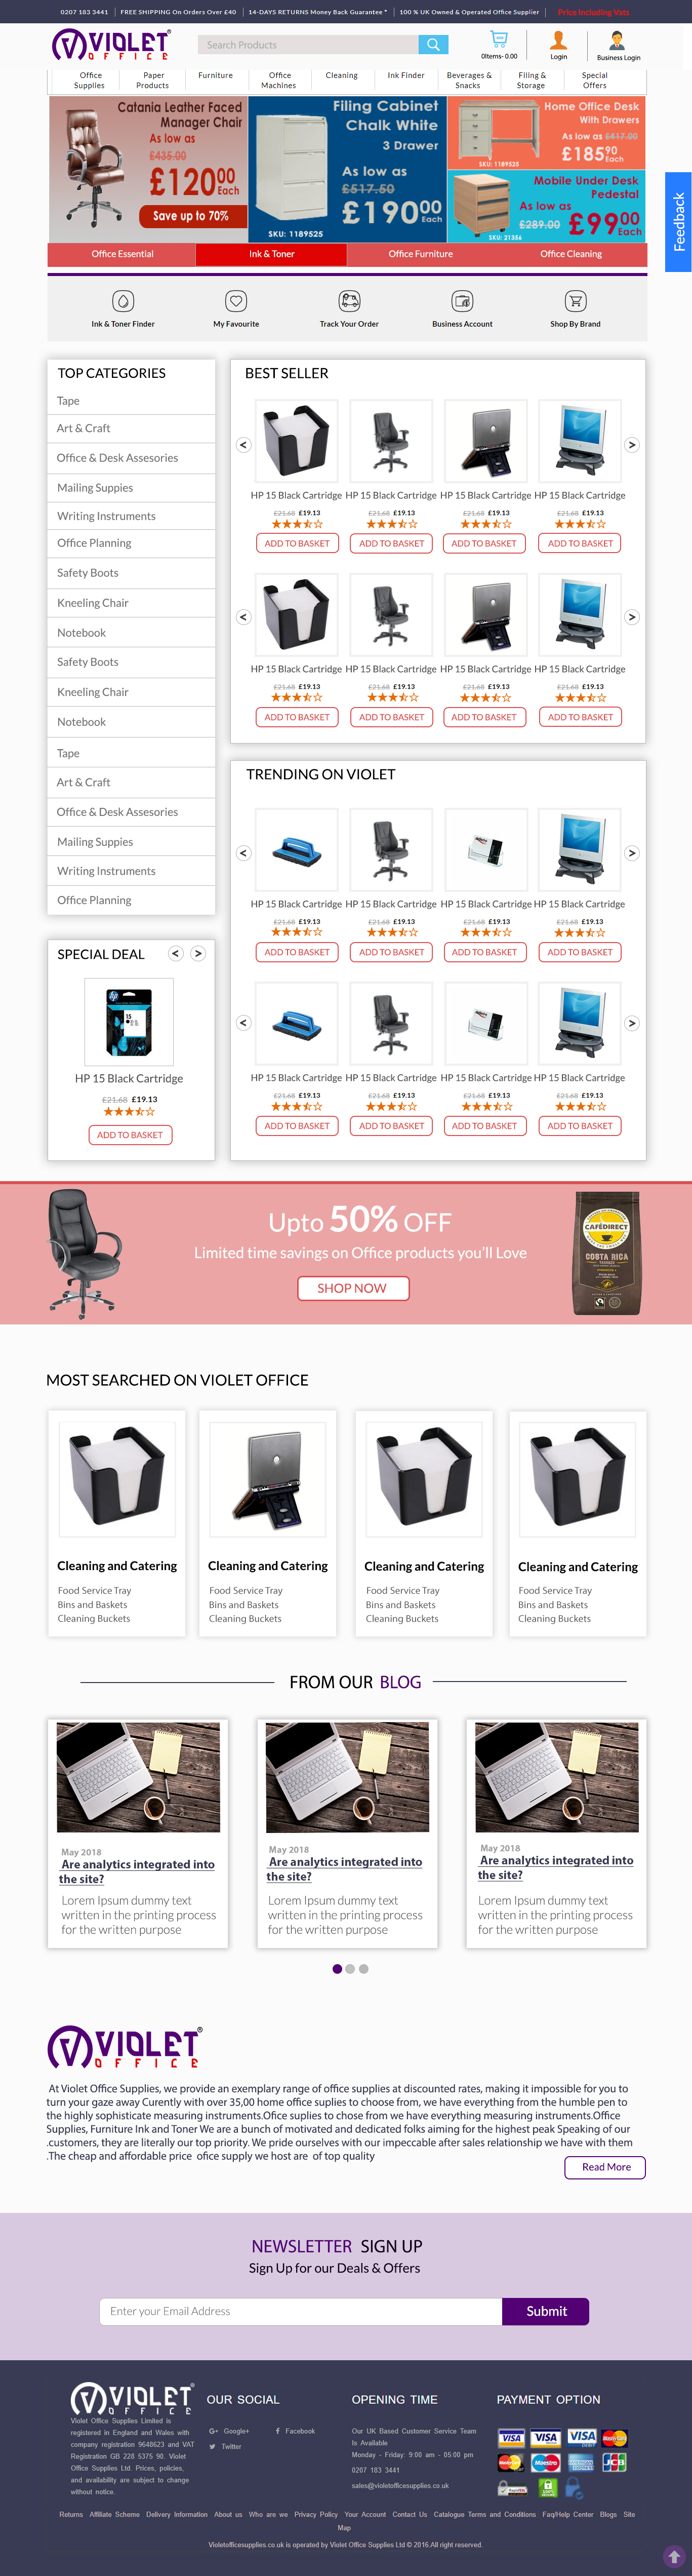 0207 183 3441 | FREE SHIPPING On Orders Over £40 | 14-DAYS RETURNS Money Back Guarantee * | 100 % UK Owned & Operated Office Supplier | Price Including Vats
VIOLET®
OFFICE
Search Products
0Items- 0.00
Login
Business Login
Office Supplies
Paper Products
Furniture
Office Machines
Cleaning
Ink Finder
Beverages & Snacks
Filing & Storage
Special Offers
Catania Leather Faced
Manager Chair
As low as
£435.00
£120.00 Each
Save up to 70%
Filing Cabinet
Chalk White
3 Drawer
As low as
£517.50
£190.00 Each
SKU: 1189525
Home Office Desk
With Drawers
As low as £417.00
£185.90 Each
SKU: 1189520
Mobile Under Desk
Pedestal
As low as
£289.00 £99.00 Each
SKU: 21356
Feedback
Office Essential
Ink & Toner
Office Furniture
Office Cleaning
Ink & Toner Finder
My Favourite
Track Your Order
Business Account
Shop By Brand
TOP CATEGORIES
Tape
Art & Craft
Office & Desk Assesories
Mailing Suppies
Writing Instruments
Office Planning
Safety Boots
Kneeling Chair
Notebook
Safety Boots
Kneeling Chair
Notebook
Tape
Art & Craft
Office & Desk Assesories
Mailing Suppies
Writing Instruments
Office Planning
SPECIAL DEAL < >
15
HP 15 Black Cartridge
£21.68 £19.13
ADD TO BASKET
BEST SELLER
< >
HP 15 Black Cartridge HP 15 Black Cartridge HP 15 Black Cartridge HP 15 Black Cartridge
£21.68 £19.13 £21.68 £19.13 £21.68 £19.13 £21.68 £19.13
ADD TO BASKET ADD TO BASKET ADD TO BASKET ADD TO BASKET
< >
HP 15 Black Cartridge HP 15 Black Cartridge HP 15 Black Cartridge HP 15 Black Cartridge
£21.68 £19.13 £21.68 £19.13 £21.68 £19.13 £21.68 £19.13
ADD TO BASKET ADD TO BASKET ADD TO BASKET ADD TO BASKET
TRENDING ON VIOLET
< >
HP 15 Black Cartridge HP 15 Black Cartridge HP 15 Black Cartridge HP 15 Black Cartridge
£21.68 £19.13 £21.68 £19.13 £21.68 £19.13 £21.68 £19.13
ADD TO BASKET ADD TO BASKET ADD TO BASKET ADD TO BASKET
< >
HP 15 Black Cartridge HP 15 Black Cartridge HP 15 Black Cartridge HP 15 Black Cartridge
£21.68 £19.13 £21.68 £19.13 £21.68 £19.13 £21.68 £19.13
ADD TO BASKET ADD TO BASKET ADD TO BASKET ADD TO BASKET
Upto 50% OFF
Limited time savings on Office products you'll Love
SHOP NOW
CAFÉDIRECT
COSTA RICA
MOST SEARCHED ON VIOLET OFFICE
Cleaning and Catering
Food Service Tray
Bins and Baskets
Cleaning Buckets
Cleaning and Catering
Food Service Tray
Bins and Baskets
Cleaning Buckets
Cleaning and Catering
Food Service Tray
Bins and Baskets
Cleaning Buckets
Cleaning and Catering
Food Service Tray
Bins and Baskets
Cleaning Buckets
FROM OUR BLOG
May 2018
Are analytics integrated into
the site?
Lorem Ipsum dummy text
written in the printing process
for the written purpose
May 2018
Are analytics integrated into
the site?
Lorem Ipsum dummy text
written in the printing process
for the written purpose
May 2018
Are analytics integrated into
the site?
Lorem Ipsum dummy text
written in the printing process
for the written purpose
VIOLET®
OFFICE
At Violet Office Supplies, we provide an exemplary range of office supplies at discounted rates, making it impossible for you to
turn your gaze away Curently with over 35,00 home office suplies to choose from, we have everything from the humble pen to
the highly sophisticate measuring instruments.Ofice suplies to chose from we have everything measuring instruments.Office
Supplies, Furniture Ink and Toner We are a bunch of motivated and dedicated folks aiming for the highest peak Speaking of our
.customers, they are literally our top priority. We pride ourselves with our impeccable after sales relationship we have with them
.The cheap and affordable price ofice supply we host are of top quality
Read More
NEWSLETTER SIGN UP
Sign Up for our Deals & Offers
Enter your Email Address
Submit
VIOLET®
OFFICE
Violet Office Supplies Limited is
registered in England and Wales with
company registration 9648623 and VAT
Registration GB 228 5375 90. Violet
Office Supplies Ltd. Prices, policies,
and availability are subject to change
without notice.
OUR SOCIAL
G+ Google+
f Facebook
Twitter
OPENING TIME
Our UK Based Customer Service Team
Is Available
Monday - Friday: 9:00 am - 05:00 pm
0207 183 3441
sales@violetofficesupplies.co.uk
PAYMENT OPTION
VISA VISA VISA MasterCard
Maestro JCB
Returns Affiliate Scheme Delivery Information About us Who are we Privacy Policy Your Account Contact Us Catalogue Terms and Conditions Faq/Help Center Blogs Site
Map
Violetofficesupplies.co.uk is operated by Violet Office Supplies Ltd © 2016.All right reserved.